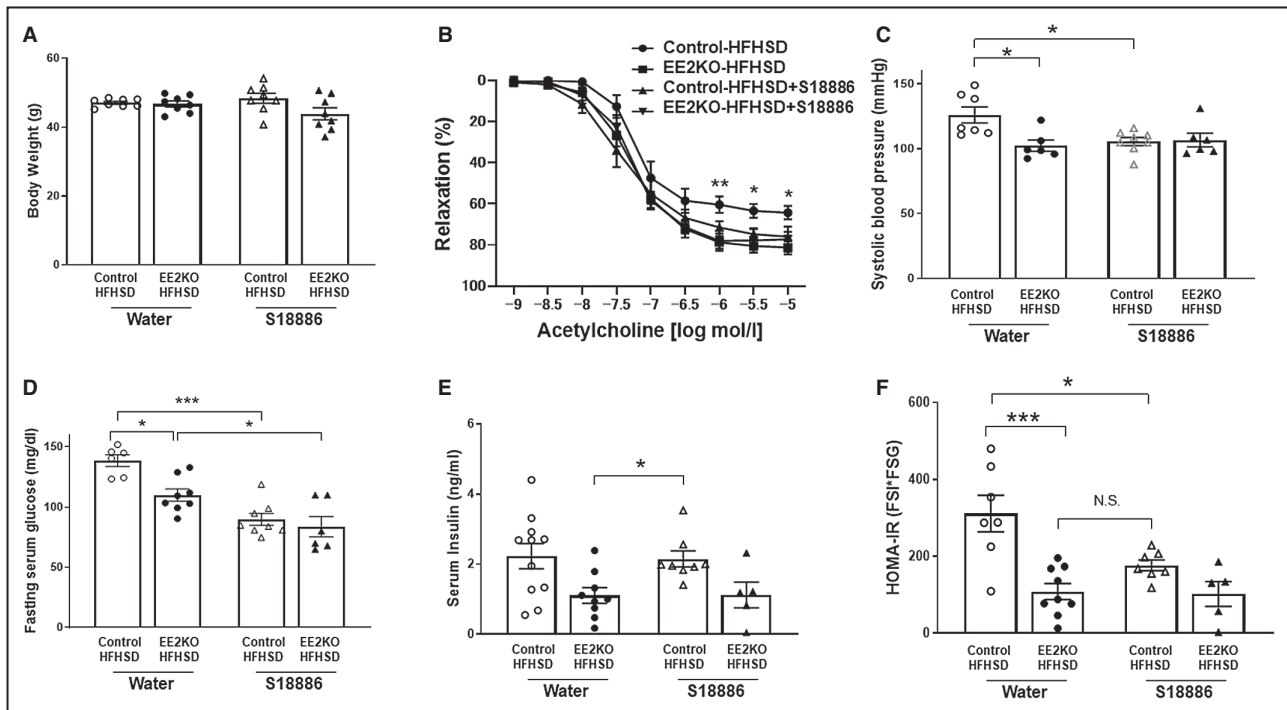 A
Body Weight (g)
60
40
20
0
Control
HFHSD
EE2KO
HFHSD
Control
HFHSD
EE2KO
HFHSD
Water
S18886
B
Control-HFHSD
EE2KO-HFHSD
Control-HFHSD+S18886
EE2KO-HFHSD+S18886
Relaxation (%)
0
20
40
60
80
100
** * *
−9 −8.5 −8 −7.5 −7 −6.5 −6 −5.5 −5
Acetylcholine [log mol/l]
C
Systolic blood pressure (mmHg)
150
100
50
0
*
*
Control
HFHSD
EE2KO
HFHSD
Control
HFHSD
EE2KO
HFHSD
Water
S18886
D
Fasting serum glucose (mg/dl)
150
100
50
0
***
* *
Control
HFHSD
EE2KO
HFHSD
Control
HFHSD
EE2KO
HFHSD
Water
S18886
E
Serum Insulin (ng/ml)
6
4
2
0
*
Control
HFHSD
EE2KO
HFHSD
Control
HFHSD
EE2KO
HFHSD
Water
S18886
F
HOMA-IR (FSI*FSG)
600
400
200
0
*
***
N.S.
Control
HFHSD
EE2KO
HFHSD
Control
HFHSD
EE2KO
HFHSD
Water
S18886